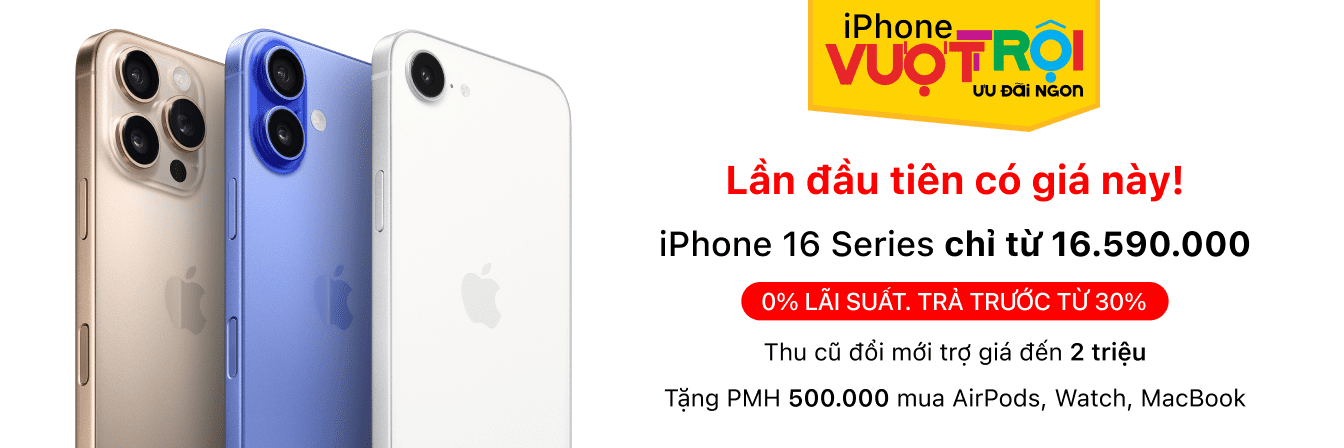 iPhone
VƯỢT TRỘI
ƯU ĐÃI NGON
Lần đầu tiên có giá này!
iPhone 16 Series chỉ từ 16.590.000
0% LÃI SUẤT. TRẢ TRƯỚC TỪ 30%
Thu cũ đổi mới trợ giá đến 2 triệu
Tặng PMH 500.000 mua AirPods, Watch, MacBook